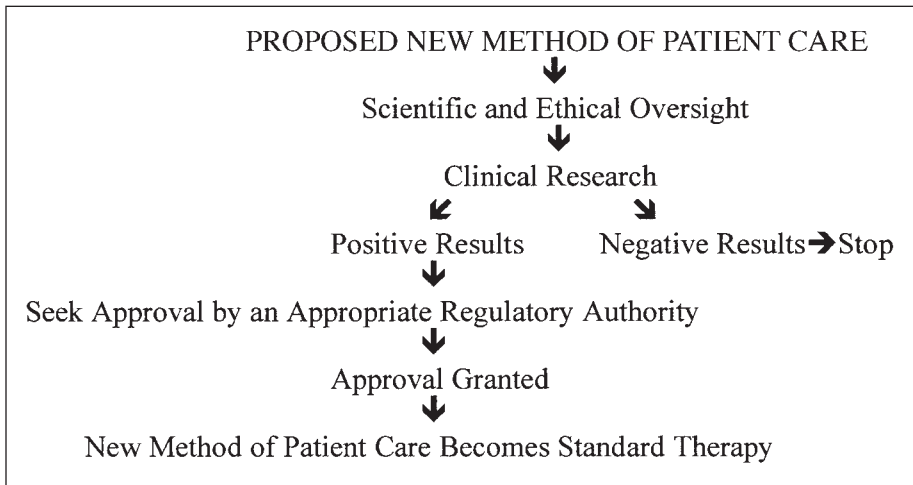 PROPOSED NEW METHOD OF PATIENT CARE
Scientific and Ethical Oversight
Clinical Research
Positive Results Negative Results➔Stop
Seek Approval by an Appropriate Regulatory Authority
Approval Granted
New Method of Patient Care Becomes Standard Therapy